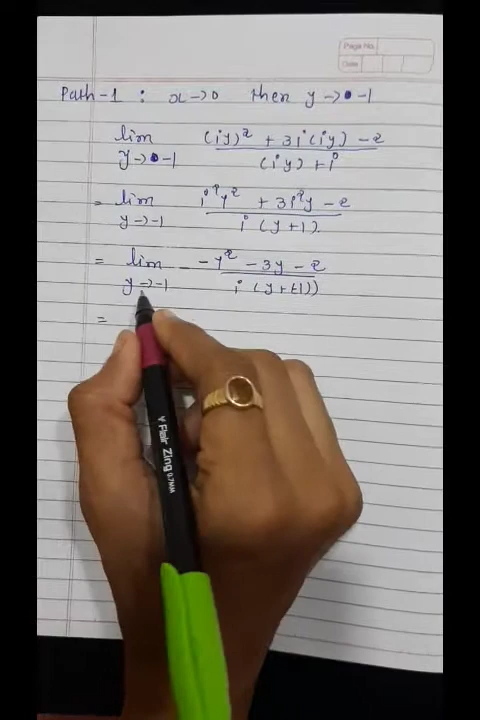 Page No.
Date
Path-1 : x→0 then y→-1
lim (iy)² + 3i(iy) - 2
y→-1 (iy) + i
= lim i²y² + 3i²y - 2
y→-1 i (y+1).
= lim -y² - 3y - 2
y→-1 i (y+(1))
=
Flair Zing 0.7MM